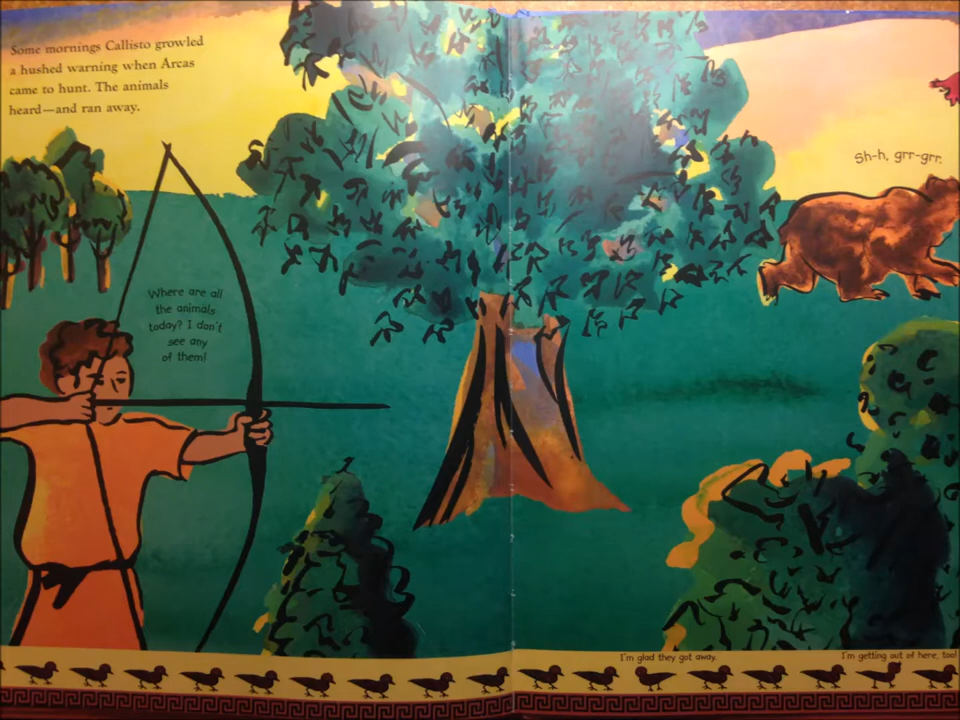 Some mornings Callisto growled
a hushed warning when Arcas
came to hunt. The animals
heard—and ran away.
Where are all
the animals
today? I don't
see any
of them!
Sh-h, grr-grr.
I'm glad they got away.
I'm getting out of here, too!